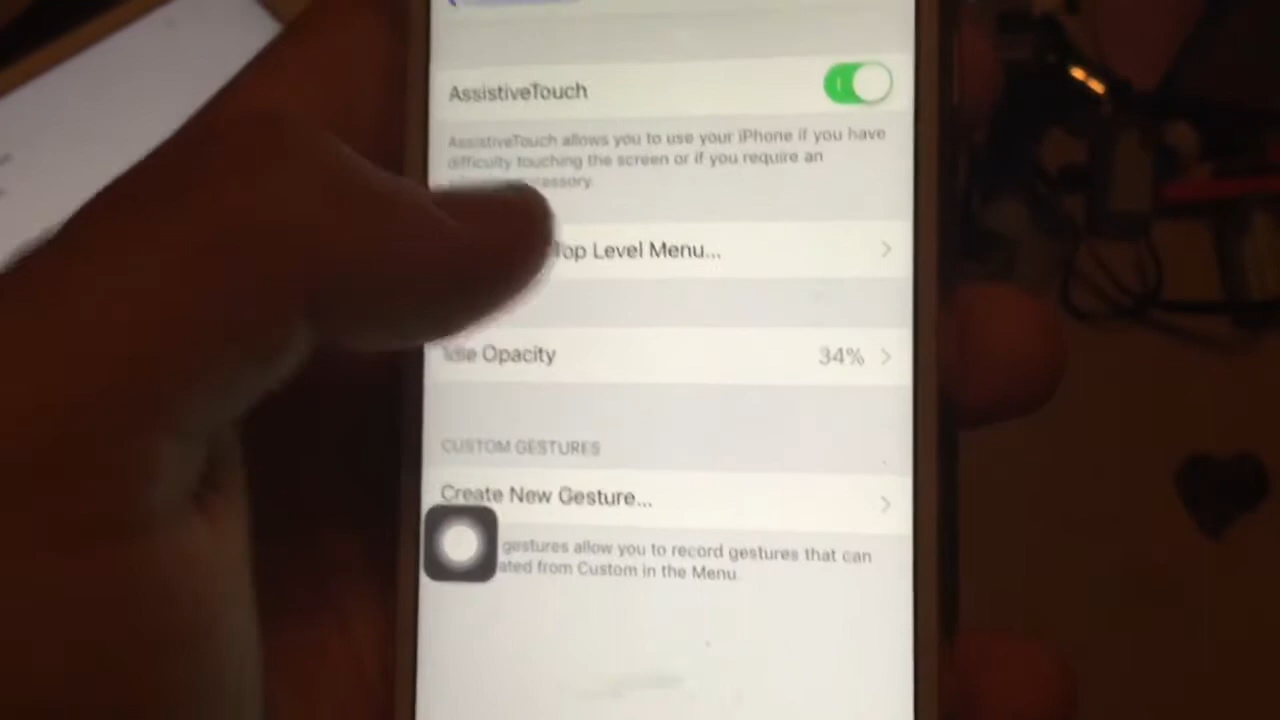 AssistiveTouch
AssistiveTouch allows you to use your iPhone if you have
difficulty touching the screen or if you require an
Top Level Menu...
Idle Opacity
34%
CUSTOM GESTURES
Create New Gesture...
gestures allow you to record gestures that can
from Custom in the Menu.